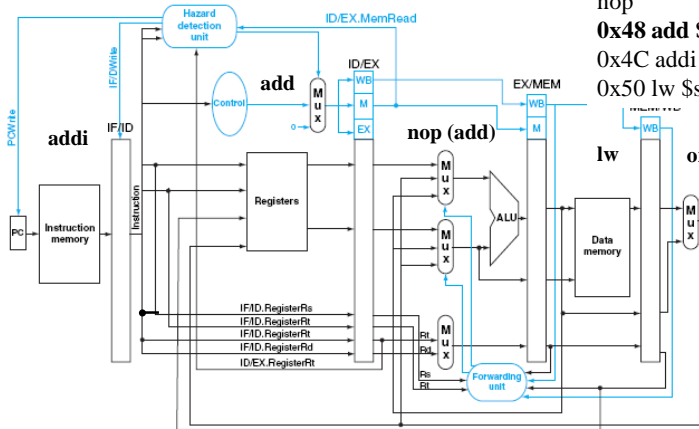 nop
0x48 add $
0x4C addi
0x50 lw $s
Hazard
detection
unit
ID/EX.MemRead
IF/DWrite
PCWrite
addi
IF/ID
add
Control
0
M
u
x
ID/EX
WB
M
EX
EX/MEM
WB
M
MEM/WB
WB
nop (add)
lw
PC
Instruction
memory
Instruction
Registers
M
u
x
M
u
x
ALU
Data
memory
M
u
x
IF/ID.RegisterRs
IF/ID.RegisterRt
IF/ID.RegisterRt
IF/ID.RegisterRd
ID/EX.RegisterRt
Rt
Rd
M
u
x
Rs
Rt
Forwarding
unit